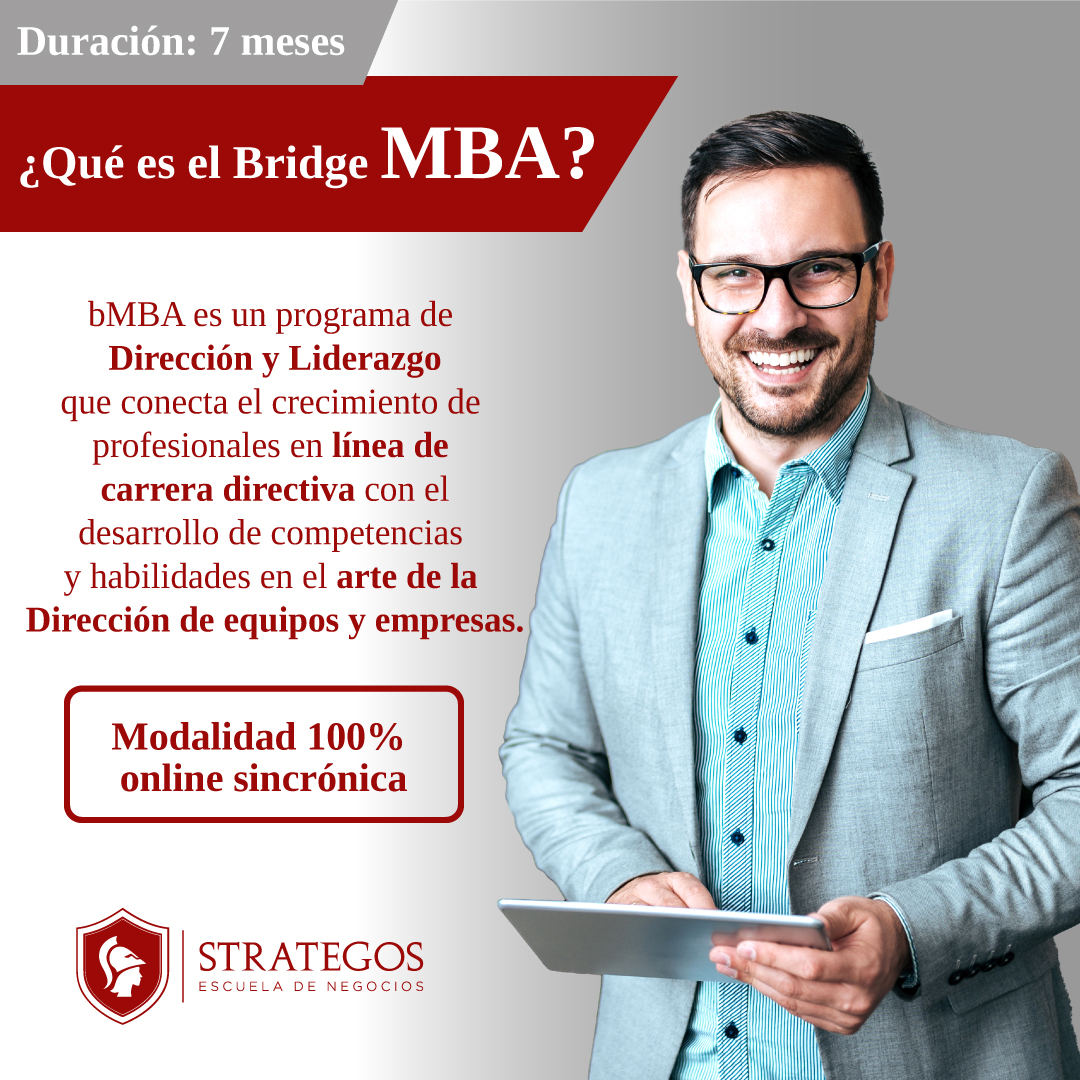 Duración: 7 meses
¿Qué es el Bridge MBA?
bMBA es un programa de
Dirección y Liderazgo
que conecta el crecimiento de
profesionales en línea de
carrera directiva con el
desarrollo de competencias
y habilidades en el arte de la
Dirección de equipos y empresas.
Modalidad 100%
online sincrónica
STRATEGOS
ESCUELA DE NEGOCIOS